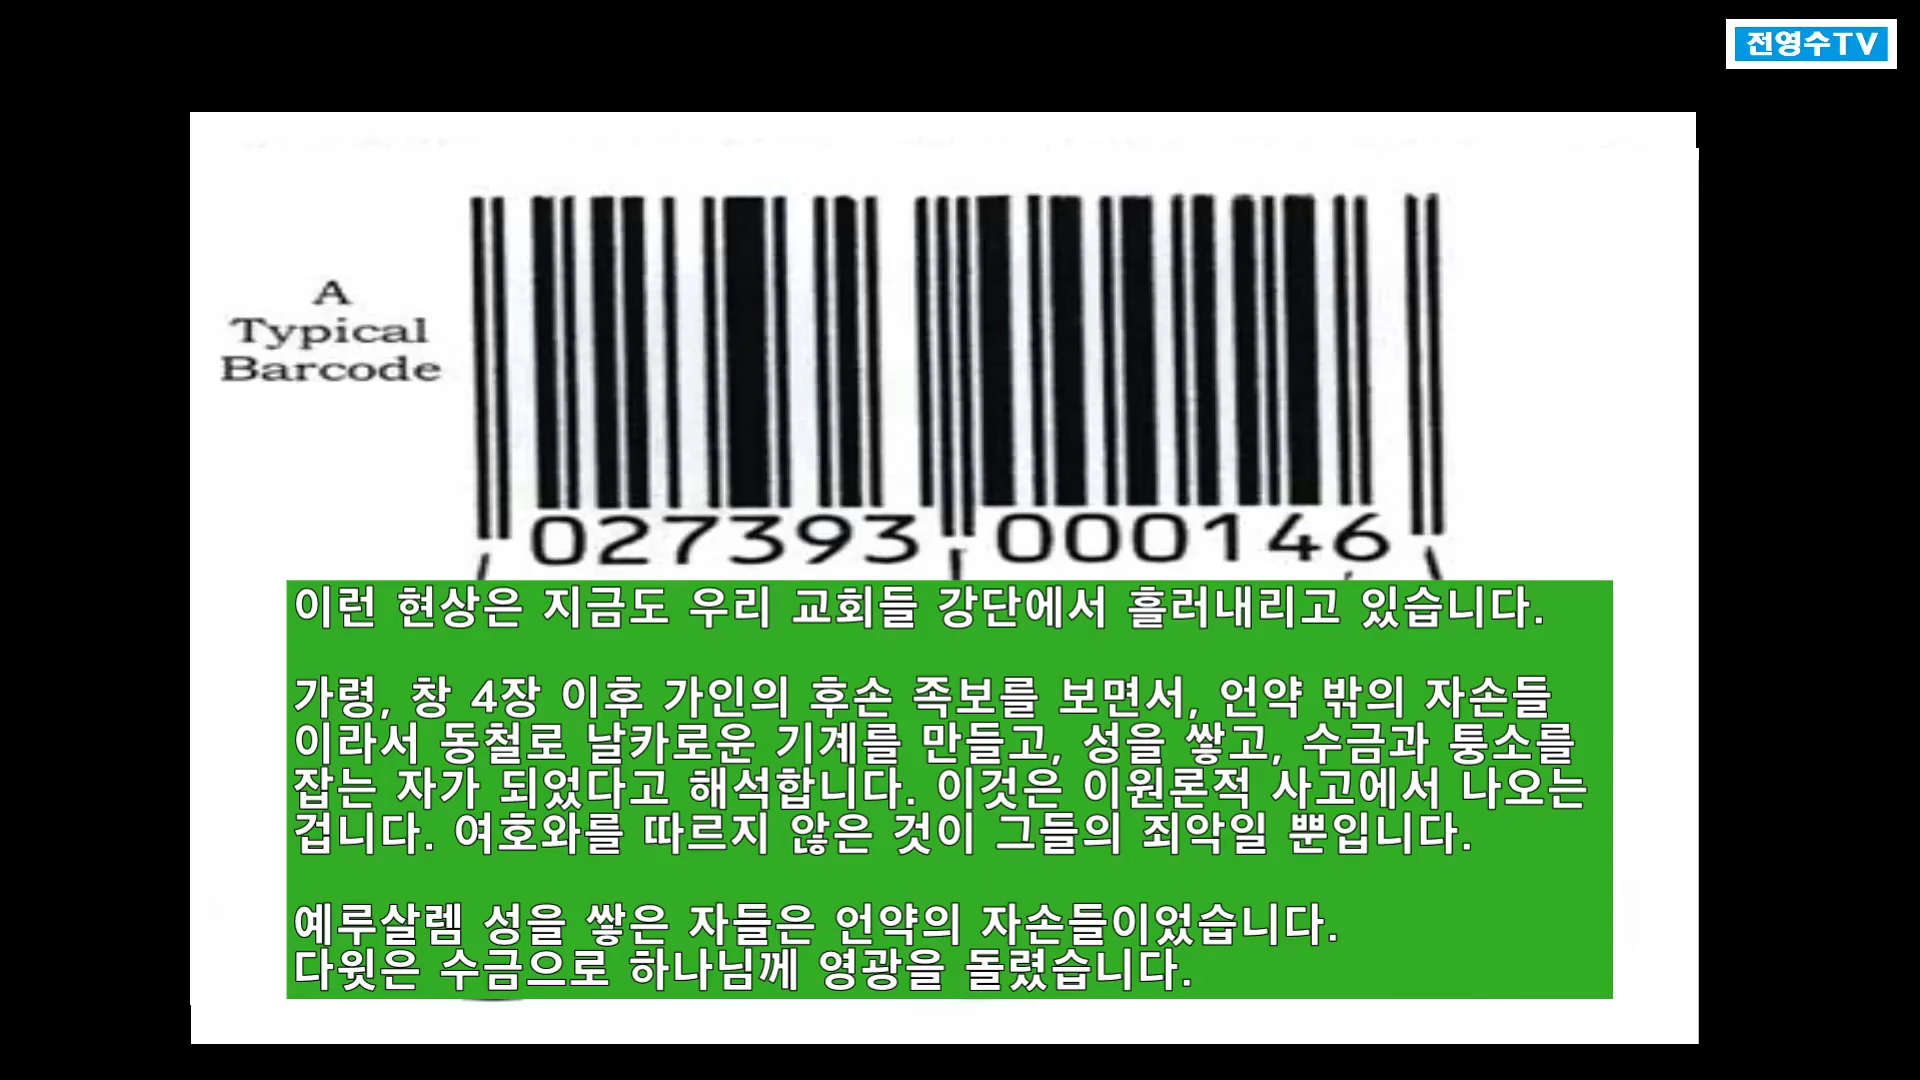 전영수TV
A
Typical
Barcode
027393 000146
이런 현상은 지금도 우리 교회들 강단에서 흘러내리고 있습니다.
가령, 창 4장 이후 가인의 후손 족보를 보면서, 언약 밖의 자손들
이라서 동철로 날카로운 기계를 만들고, 성을 쌓고, 수금과 퉁소를
잡는 자가 되었다고 해석합니다. 이것은 이원론적 사고에서 나오는
겁니다. 여호와를 따르지 않은 것이 그들의 죄악일 뿐입니다.
예루살렘 성을 쌓은 자들은 언약의 자손들이었습니다.
다윗은 수금으로 하나님께 영광을 돌렸습니다.